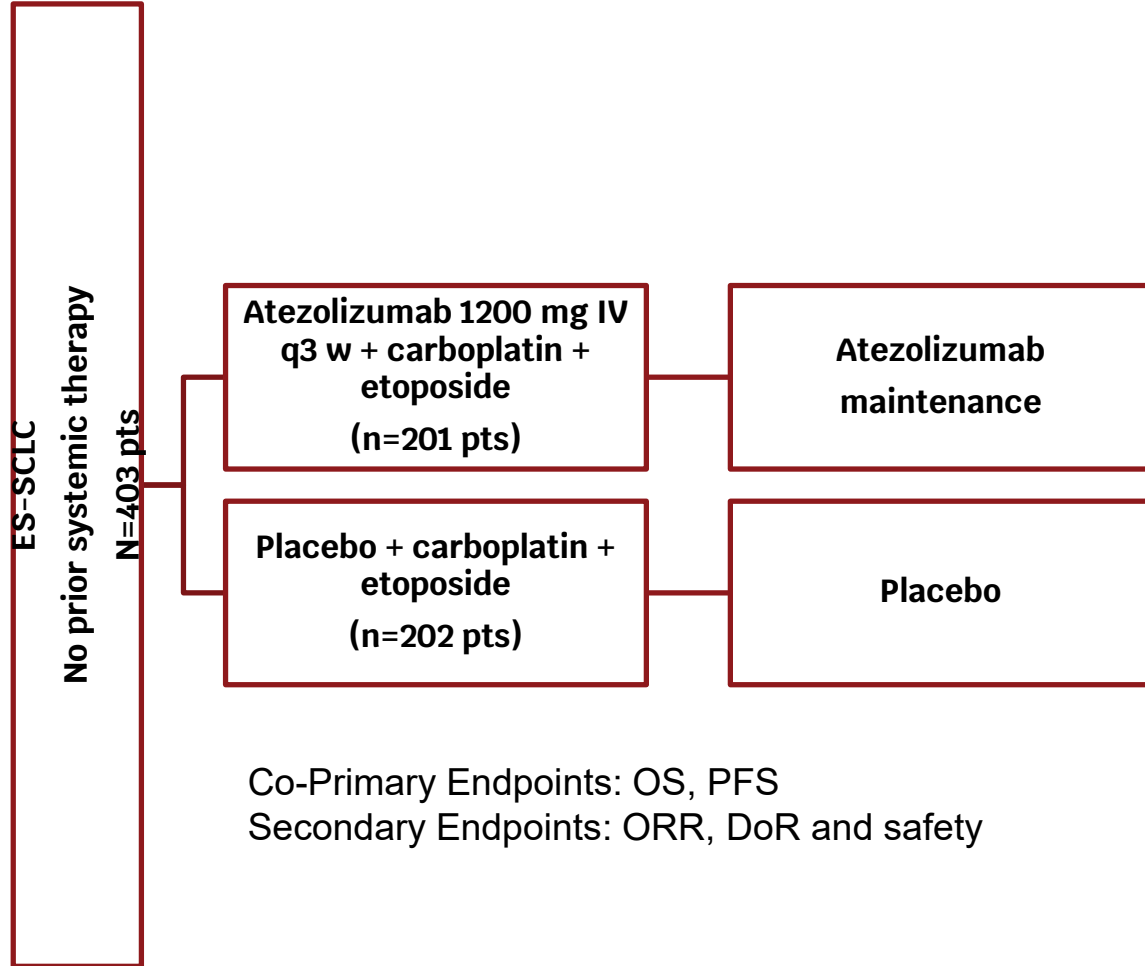 ES-SCLC
No prior systemic therapy
N=403 pts
Atezolizumab 1200 mg IV
q3 w + carboplatin +
etoposide
(n=201 pts)
Atezolizumab
maintenance
Placebo + carboplatin +
etoposide
(n=202 pts)
Placebo
Co-Primary Endpoints: OS, PFS
Secondary Endpoints: ORR, DoR and safety